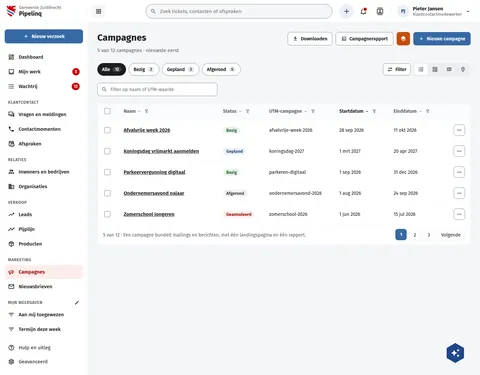 Gemeente Zuiddrecht
Pipelinq
Zoek tickets, contacten of afspraken
Pieter Jansen
Klantcontactmedewerker
+ Nieuw verzoek
Dashboard
Mijn werk
Wachtrij
KLANTCONTACT
Vragen en meldingen
Contactmomenten
Afspraken
RELATIES
Inwoners en bedrijven
Organisaties
VERKOOP
Leads
Pijplijn
Producten
MARKETING
Campagnes
Nieuwsbrieven
MIJN WEERGAVEN
Aan mij toegewezen
Termijn deze week
Hulp en uitleg
Geavanceerd
Campagnes
5 van 12 campagnes · nieuwste eerst
Downloaden
Campagnerapport
+ Nieuwe campagne
Alle 12
Bezig 3
Gepland 3
Afgerond
Filter
Filter op naam of UTM-waarde
Naam Status UTM-campagne Startdatum Einddatum
Afvalvrije week 2026 Bezig afvalvrije-week-2026 28 sep 2026 11 okt 2026
Koningsdag vrijmarkt aanmelden Gepland koningsdag-2027 1 mrt 2027 20 apr 2027
Parkeervergunning digitaal Bezig parkeren-digitaal 1 sep 2026 31 dec 2026
Ondernemersavond najaar Afgerond ondernemersavond-2026 1 aug 2026 24 sep 2026
Zomerschool jongeren Geannuleerd zomerschool-2026 1 jun 2026 15 jul 2026
5 van 12 · Een campagne bundelt mailings en berichten, met één landingspagina en één rapport.
1 2 3 Volgende